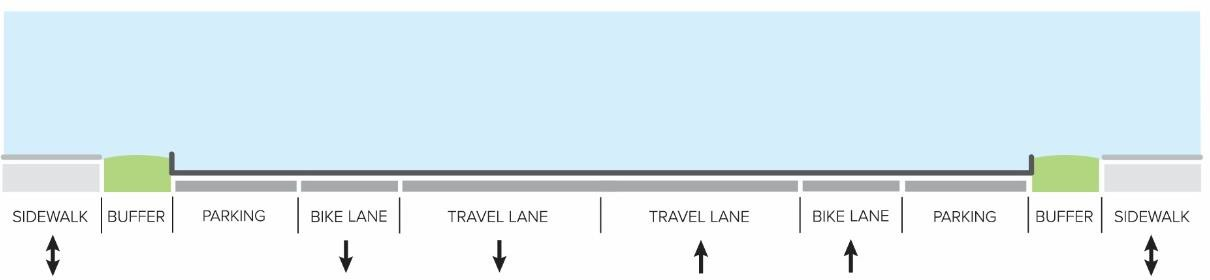 SIDEWALK BUFFER PARKING BIKE LANE TRAVEL LANE TRAVEL LANE BIKE LANE PARKING BUFFER SIDEWALK